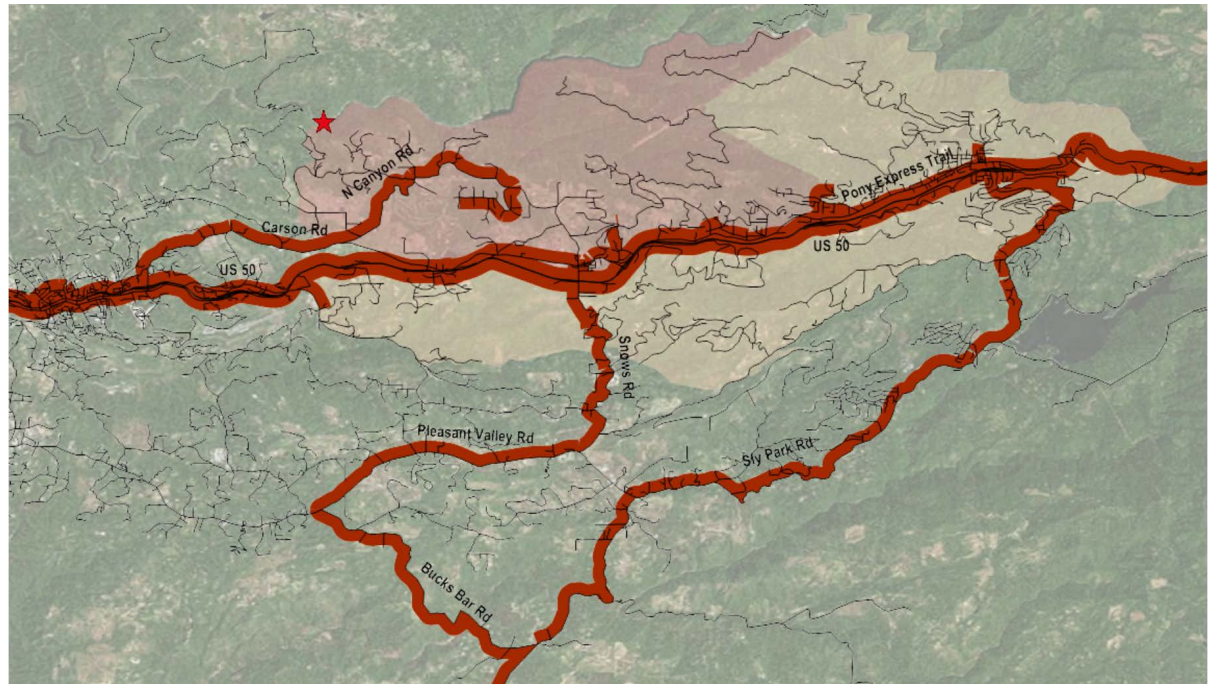 N Canyon Rd
Pony Express Trail
Carson Rd
US 50
US 50
Snows Rd
Pleasant Valley Rd
Sly Park Rd
Bucks Bar Rd